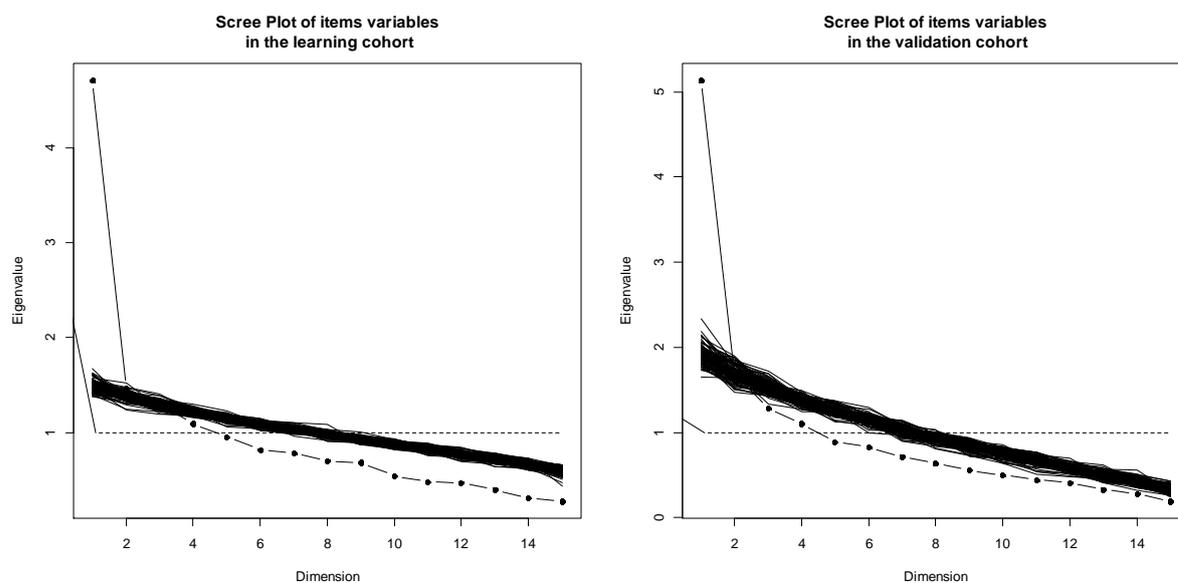 Scree Plot of items variables
in the learning cohort
Eigenvalue
4
3
2
1
2 4 6 8 10 12 14
Dimension
Scree Plot of items variables
in the validation cohort
Eigenvalue
5
4
3
2
1
0
2 4 6 8 10 12 14
Dimension